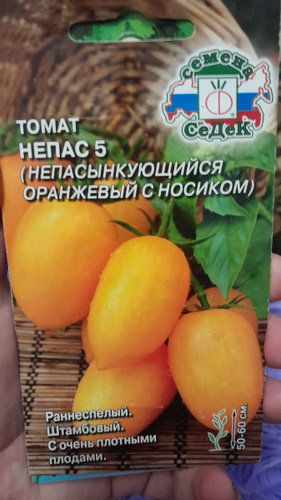 СЕМЕНА
СеДеК
ТОМАТ
НЕПАС 5
(НЕПАСЫНКУЮЩИЙСЯ
ОРАНЖЕВЫЙ С НОСИКОМ)
Раннеспелый.
Штамбовый.
С очень плотными
плодами.
50-60 см.